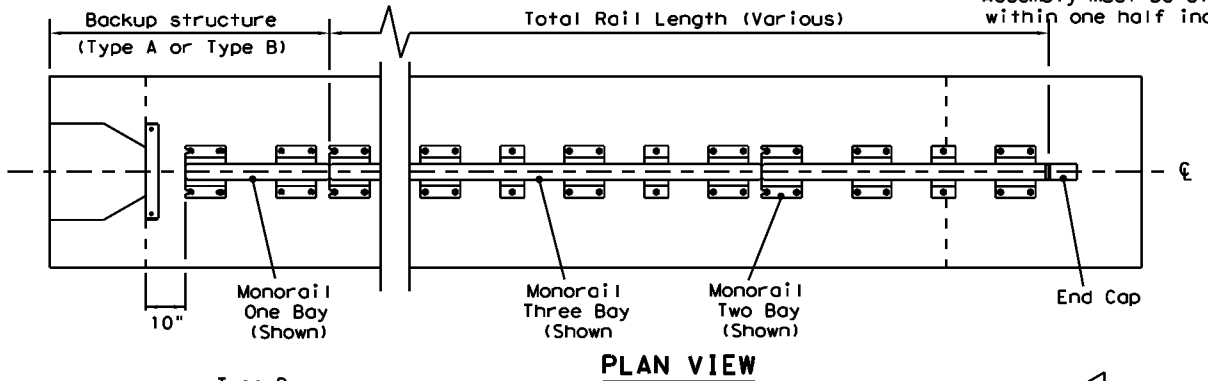 Backup structure
(Type A or Type B)
Total Rail Length (Various)
within one half inc
℄
10"
Monorail
One Bay
(Shown)
Monorail
Three Bay
(Shown
Monorail
Two Bay
(Shown)
End Cap
PLAN VIEW